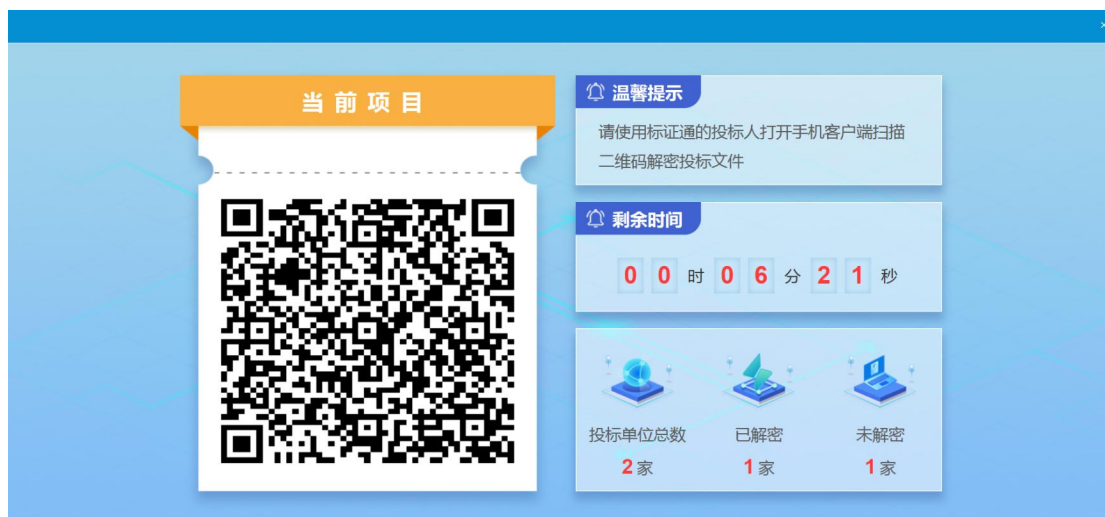 当前项目
温馨提示
请使用标证通的投标人打开手机客户端扫描
二维码解密投标文件
剩余时间
00时06分21秒
投标单位总数
已解密
未解密
2家
1家
1家